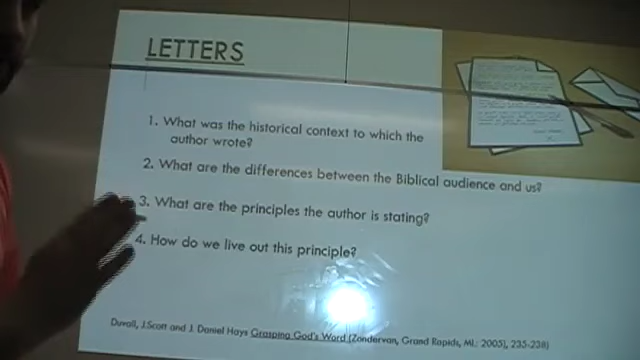 LETTERS
1. What was the historical context to which the
author wrote?
2. What are the differences between the Biblical audience and us?
3. What are the principles the author is stating?
4. How do we live out this principle?
Duvall, J.Scott and J. Daniel Hays Grasping God's Word (Zondervan, Grand Rapids, MI.: 2005), 235-238)